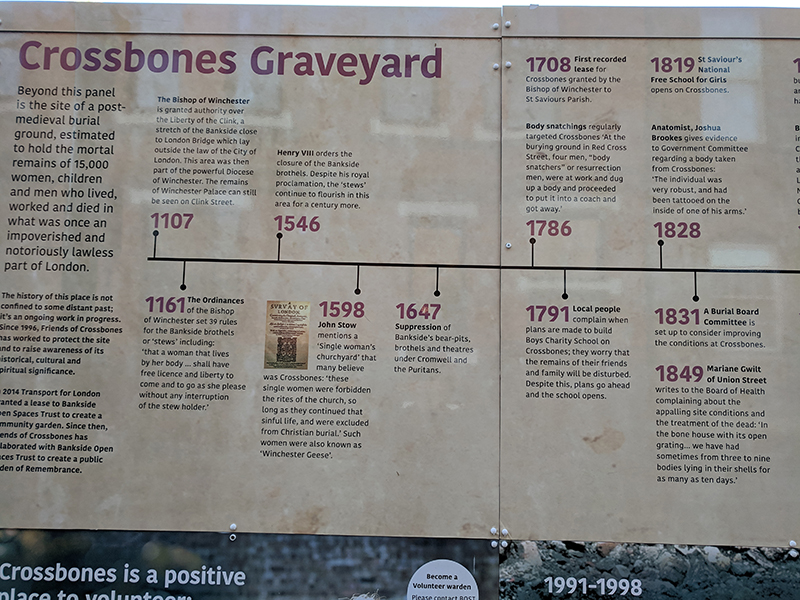 Crossbones Graveyard
Beyond this panel
is the site of a post-
medieval burial
ground, estimated
to hold the mortal
remains of 15,000
women, children
and men who lived,
worked and died in
what was once an
impoverished and
notoriously lawless
part of London.
The history of this place is not
confined to some distant past;
it's an ongoing work in progress.
Since 1996, Friends of Crossbones
has worked to protect the site
and to raise awareness of its
historical, cultural and
spiritual significance.
2014 Transport for London
granted a lease to Bankside
Open Spaces Trust to create a
community garden. Since then,
Friends of Crossbones has
collaborated with Bankside Open
Spaces Trust to create a public
Garden of Remembrance.
The Bishop of Winchester
is granted authority over
the Liberty of the Clink, a
stretch of the Bankside close
to London Bridge which lay
outside the law of the City of
London. This area was then
part of the powerful Diocese
of Winchester. The remains
of Winchester Palace can still
be seen on Clink Street.
1107
Henry VIII orders the
closure of the Bankside
brothels. Despite his royal
proclamation, the 'stews'
continue to flourish in this
area for a century more.
1546
1161 The Ordinances
of the Bishop
of Winchester set 39 rules
for the Bankside brothels
or 'stews' including:
'that a woman that lives
by her body ... shall have
free licence and liberty to
come and to go as she please
without any interruption
of the stew holder.'
A
SURVAY OF
LONDON
1598
John Stow
mentions a
'Single woman's
churchyard' that
many believe
was Crossbones: 'these
single women were forbidden
the rites of the church, so
long as they continued that
sinful life, and were excluded
from Christian burial.' Such
women were also known as
'Winchester Geese'.
1647
Suppression of
Bankside's bear-pits,
brothels and theatres
under Cromwell and
the Puritans.
1708 First recorded
lease for
Crossbones granted by the
Bishop of Winchester to
St Saviours Parish.
Body snatchings regularly
targeted Crossbones 'At the
burying ground in Red Cross
Street, four men, "body
snatchers" or resurrection
men, were at work and dug
up a body and proceeded
to put it into a coach and
got away.'
1786
1819 St Saviour's
National
Free School for Girls
opens on Crossbones.
Anatomist, Joshua
Brookes gives evidence
to Government Committee
regarding a body taken
from Crossbones:
'The individual was
very robust, and had
been tattooed on the
inside of one of his arms.'
1828
1791 Local people
complain when
plans are made to build
Boys Charity School on
Crossbones; they worry that
the remains of their friends
and family will be disturbed.
Despite this, plans go ahead
and the school opens.
1831 A Burial Board
Committee is
set up to consider improving
the conditions at Crossbones.
1849 Mariane Gwilt
of Union Street
writes to the Board of Health
complaining about the
appalling site conditions and
the treatment of the dead: 'In
the bone house with its open
grating... we have had
sometimes from three to nine
bodies lying in their shells for
as many as ten days.'
Crossbones is a positive
place to volunteer:
Become a
Volunteer warden
Please contact BOST
1991–1998